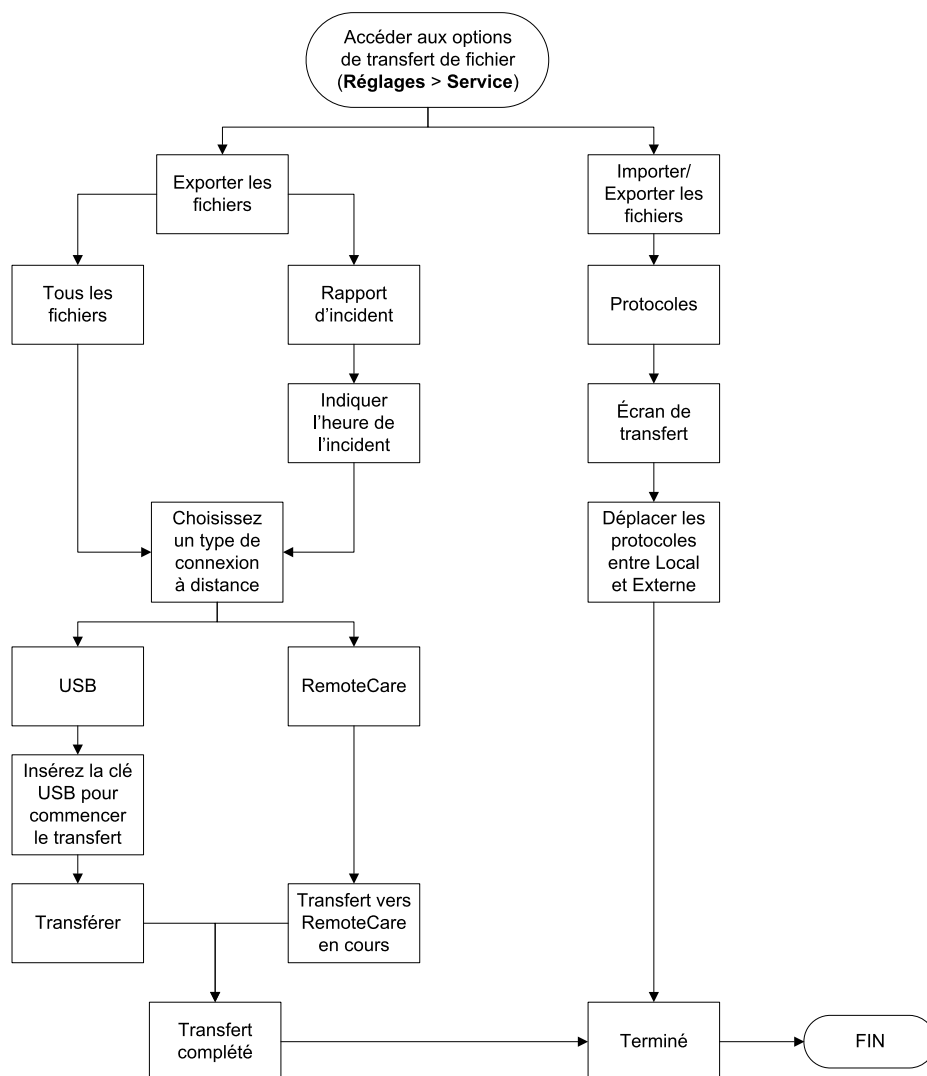 Accéder aux options
de transfert de fichier
(Réglages > Service)
Exporter les
fichiers
Importer/
Exporter les
fichiers
Tous les
fichiers
Rapport
d'incident
Protocoles
Indiquer
l'heure de
l'incident
Écran de
transfert
Choisissez
un type de
connexion
à distance
Déplacer les
protocoles
entre Local
et Externe
USB
RemoteCare
Insérez la clé
USB pour
commencer
le transfert
Transférer
Transfert vers
RemoteCare
en cours
Transfert
complété
Terminé
FIN